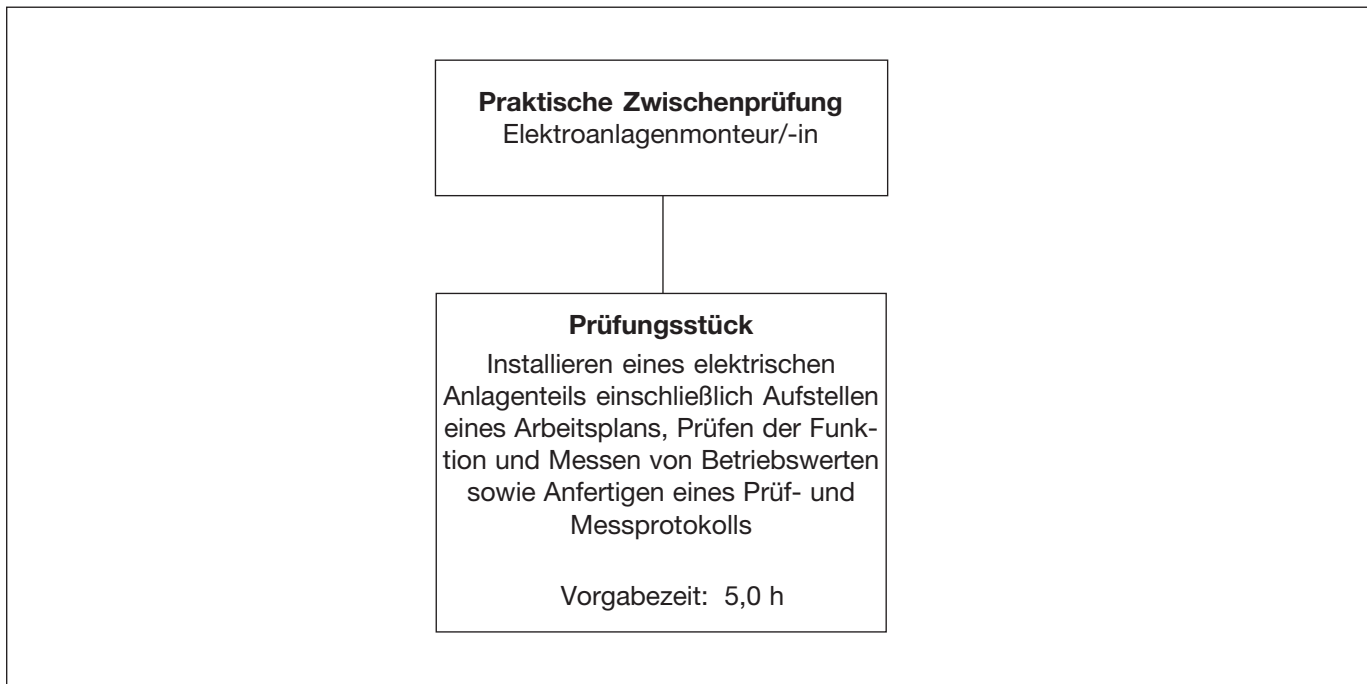 Praktische Zwischenprüfung
Elektroanlagenmonteur/-in
Prüfungsstück
Installieren eines elektrischen
Anlagenteils einschließlich Aufstellen
eines Arbeitsplans, Prüfen der Funk-
tion und Messen von Betriebswerten
sowie Anfertigen eines Prüf- und
Messprotokolls
Vorgabezeit: 5,0 h